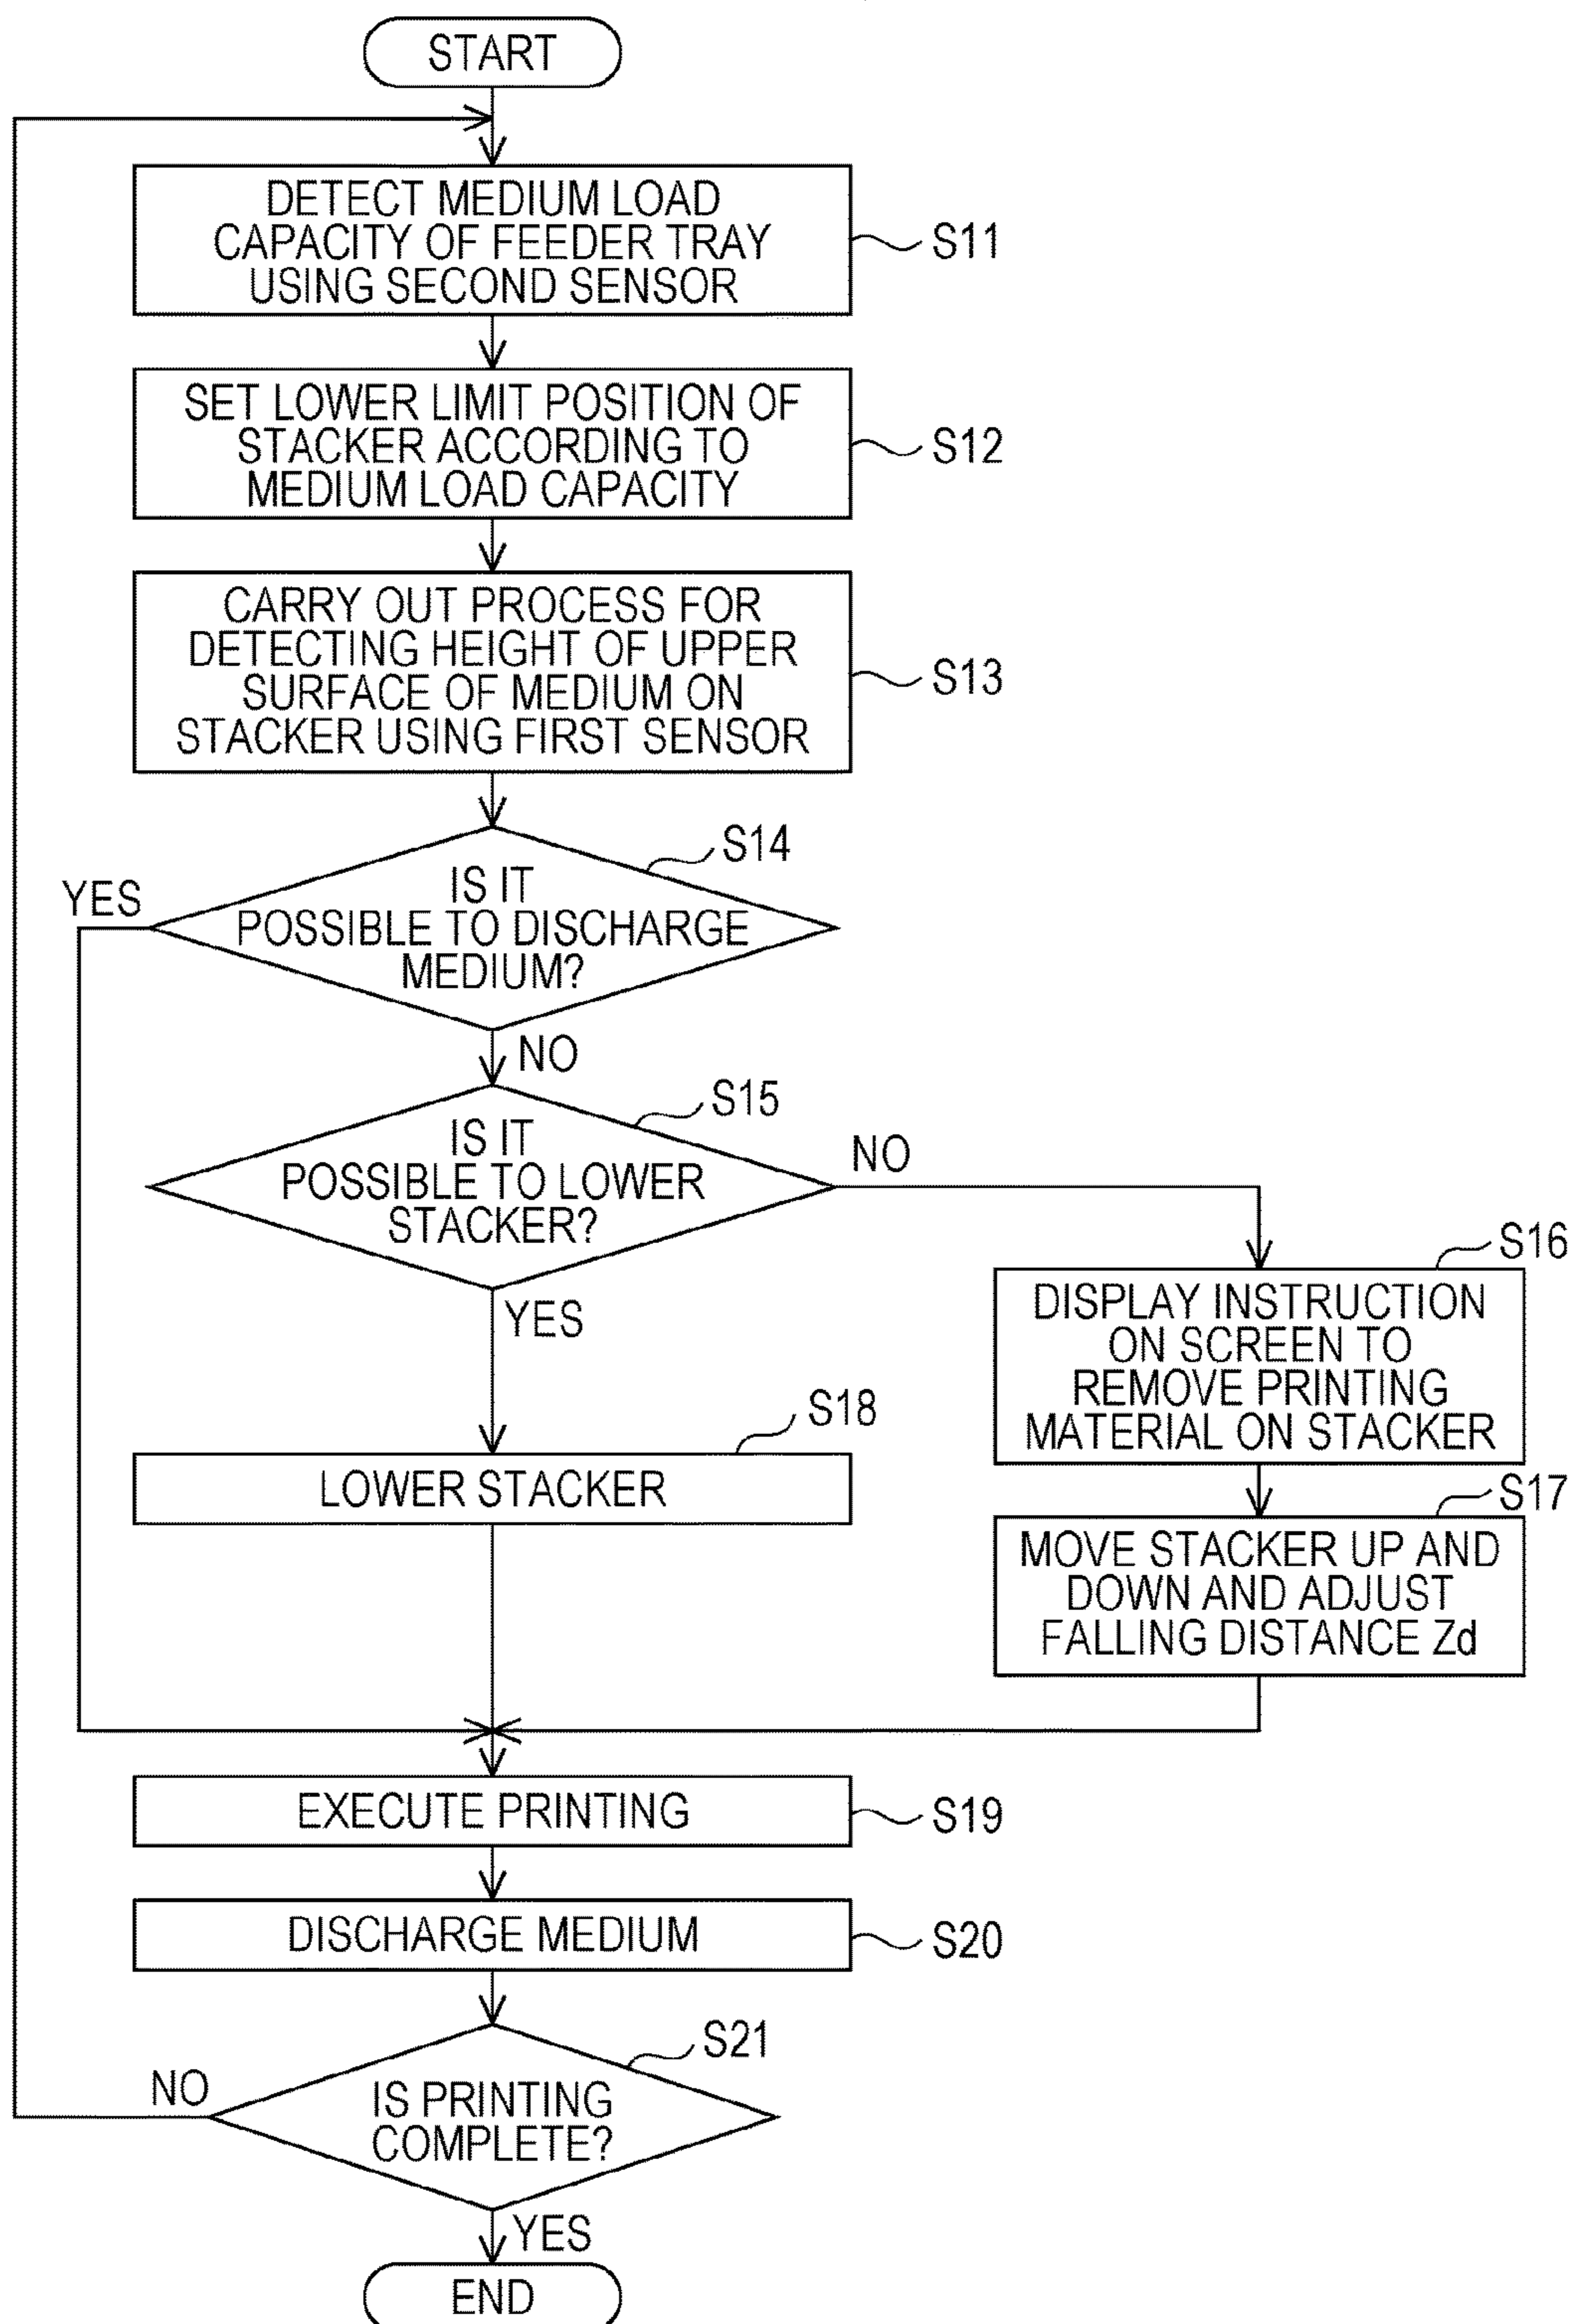 START
DETECT MEDIUM LOAD
CAPACITY OF FEEDER TRAY
USING SECOND SENSOR
S11
SET LOWER LIMIT POSITION OF
STACKER ACCORDING TO
MEDIUM LOAD CAPACITY
S12
CARRY OUT PROCESS FOR
DETECTING HEIGHT OF UPPER
SURFACE OF MEDIUM ON
STACKER USING FIRST SENSOR
S13
S14
YES
IS IT
POSSIBLE TO DISCHARGE
MEDIUM?
NO
S15
IS IT
POSSIBLE TO LOWER
STACKER?
NO
YES
S16
DISPLAY INSTRUCTION
ON SCREEN TO
REMOVE PRINTING
MATERIAL ON STACKER
S18
LOWER STACKER
S17
MOVE STACKER UP AND
DOWN AND ADJUST
FALLING DISTANCE Zd
EXECUTE PRINTING
S19
DISCHARGE MEDIUM
S20
S21
NO
IS PRINTING
COMPLETE?
YES
END